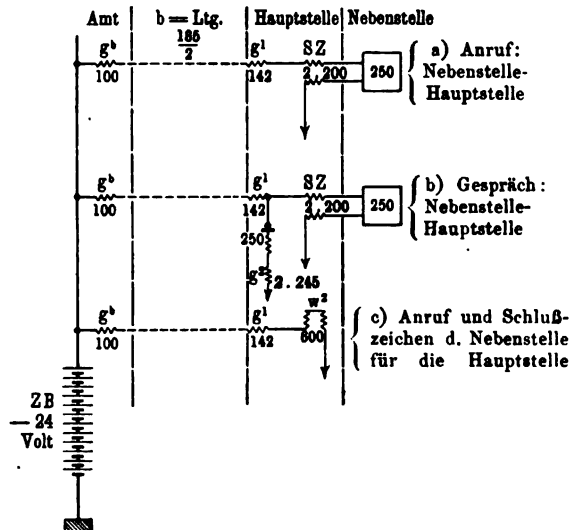 Amt b = Ltg. Hauptstelle Nebenstelle
185
2
g^b g^1 SZ
100 142 2. 200 250
a) Anruf:
Nebenstelle-
Hauptstelle
g^b g^1 SZ
100 142 2. 200 250
b) Gespräch:
Nebenstelle-
Hauptstelle
250
g^2 2.245
g^b g^1 w^2
100 142 600
c) Anruf und Schluß-
zeichen d. Nebenstelle
für die Hauptstelle
ZB
— 24
Volt